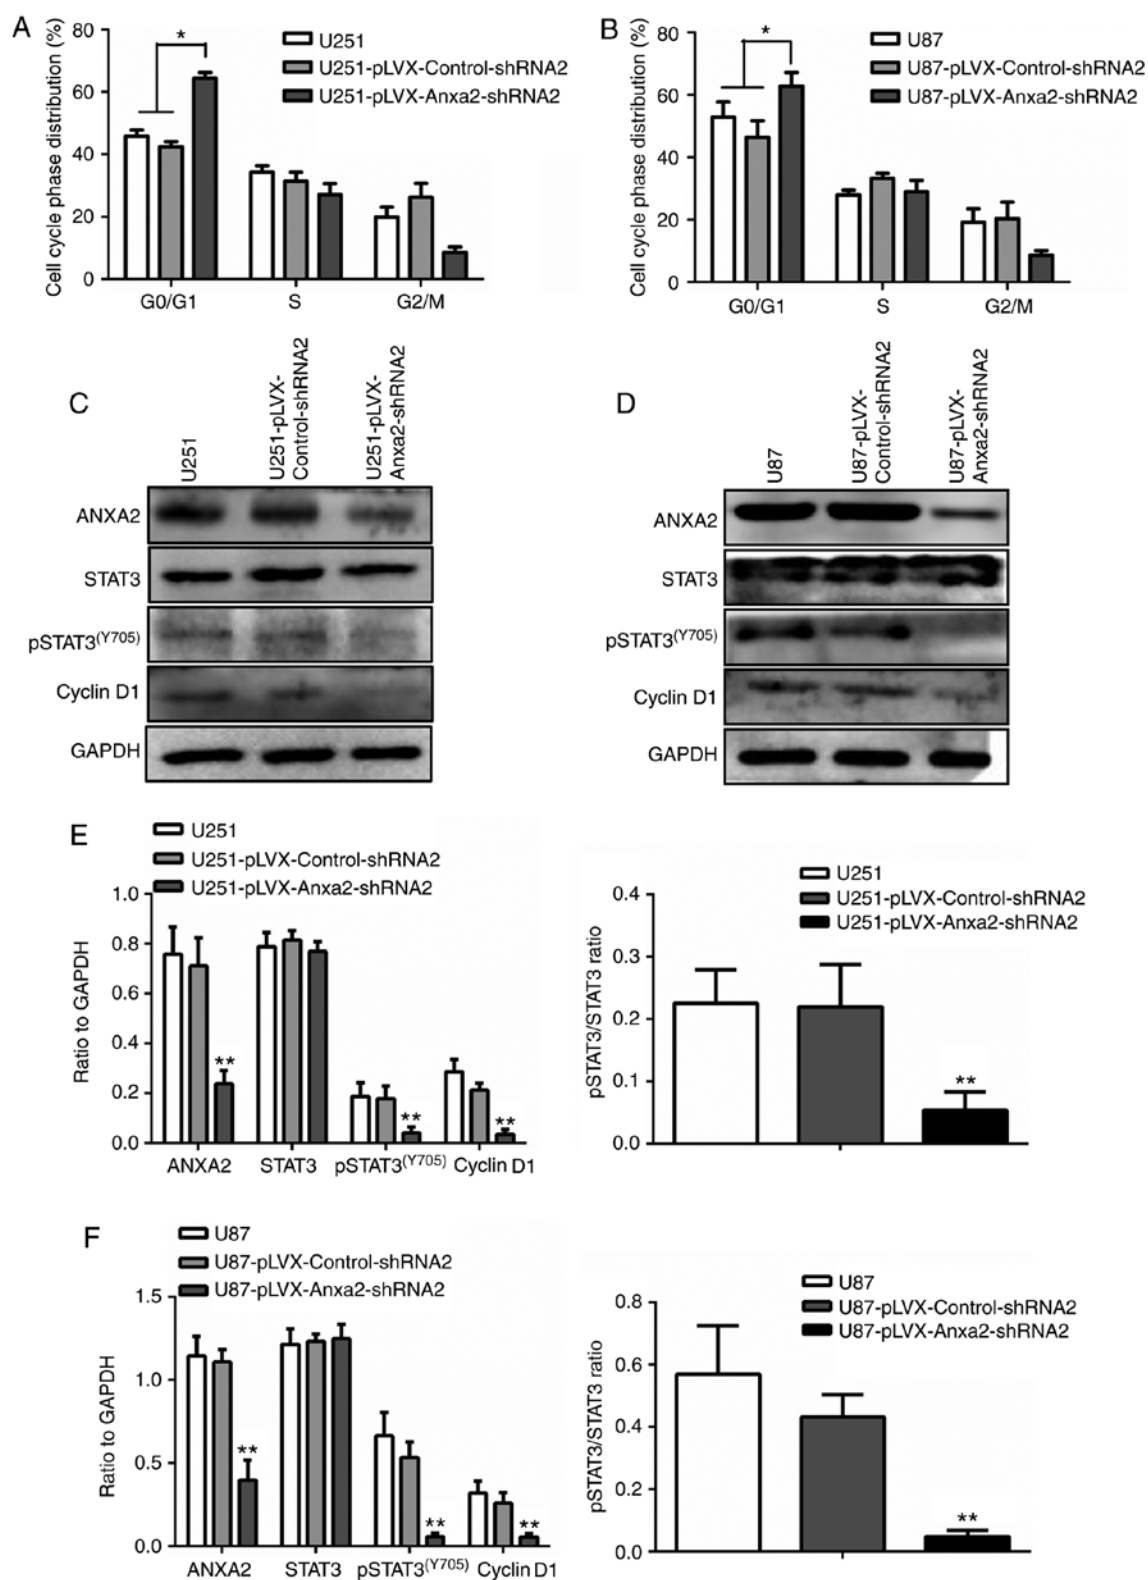 A
Cell cycle phase distribution (%)
80
60
40
20
0
*
U251
U251-pLVX-Control-shRNA2
U251-pLVX-Anxa2-shRNA2
G0/G1 S G2/M
B
Cell cycle phase distribution (%)
80
60
40
20
0
*
U87
U87-pLVX-Control-shRNA2
U87-pLVX-Anxa2-shRNA2
G0/G1 S G2/M
C
U251
U251-pLVX-
Control-shRNA2
U251-pLVX-
Anxa2-shRNA2
ANXA2
STAT3
pSTAT3(Y705)
Cyclin D1
GAPDH
D
U87
U87-pLVX-
Control-shRNA2
U87-pLVX-
Anxa2-shRNA2
ANXA2
STAT3
pSTAT3(Y705)
Cyclin D1
GAPDH
E
U251
U251-pLVX-Control-shRNA2
U251-pLVX-Anxa2-shRNA2
Ratio to GAPDH
1.0
0.8
0.6
0.4
0.2
0.0
**
**
**
ANXA2 STAT3 pSTAT3(Y705) Cyclin D1
U251
U251-pLVX-Control-shRNA2
U251-pLVX-Anxa2-shRNA2
pSTAT3/STAT3 ratio
0.4
0.3
0.2
0.1
0.0
**
F
U87
U87-pLVX-Control-shRNA2
U87-pLVX-Anxa2-shRNA2
Ratio to GAPDH
1.5
1.0
0.5
0.0
**
**
**
ANXA2 STAT3 pSTAT3(Y705) Cyclin D1
U87
U87-pLVX-Control-shRNA2
U87-pLVX-Anxa2-shRNA2
pSTAT3/STAT3 ratio
0.8
0.6
0.4
0.2
0.0
**